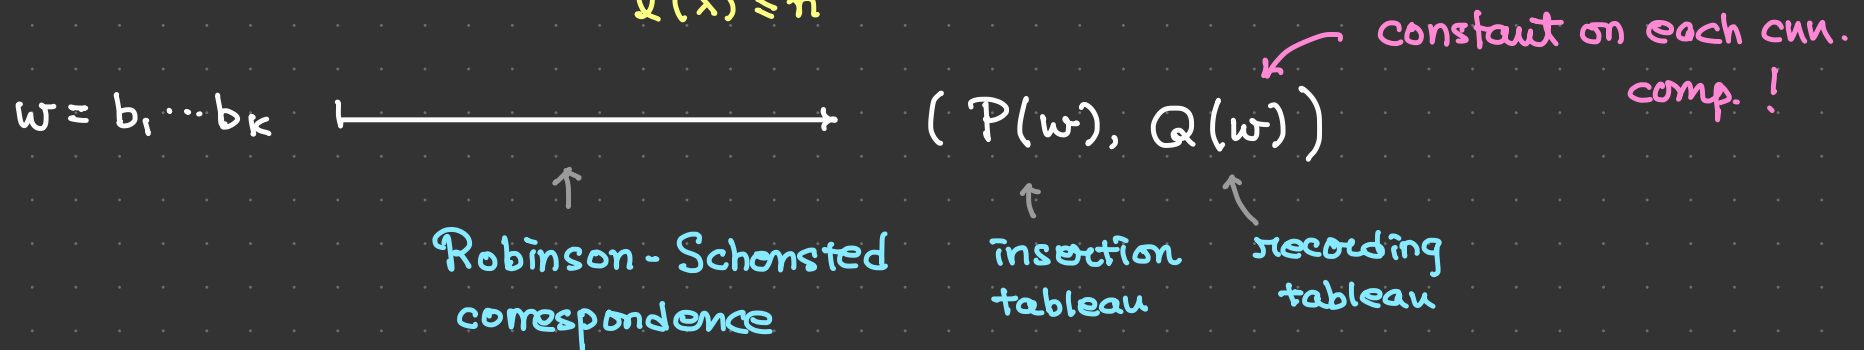 ℓ(λ) ≤ n
constant on each cnn.
comp. !
w = b₁ ⋯ bₖ ⟼ ( P(w), Q(w) )
Robinson - Schensted
correspondence
insertion
tableau
recording
tableau